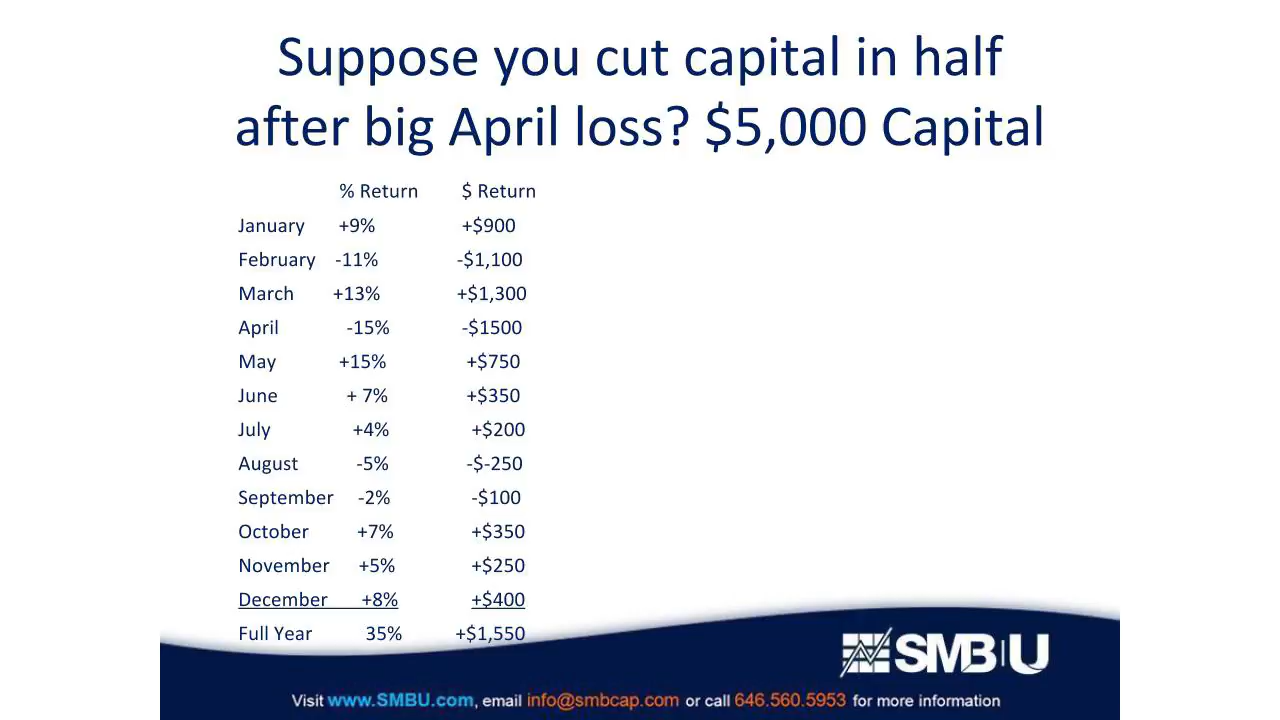 Suppose you cut capital in half
after big April loss? $5,000 Capital
% Return $ Return
January +9% +$900
February -11% -$1,100
March +13% +$1,300
April -15% -$1500
May +15% +$750
June + 7% +$350
July +4% +$200
August -5% -$-250
September -2% -$100
October +7% +$350
November +5% +$250
December +8% +$400
Full Year 35% +$1,550
SMB U
Visit www.SMBU.com, email info@smbcap.com or call 646.560.5953 for more information